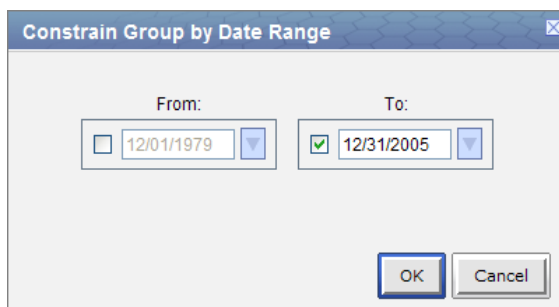 Constrain Group by Date Range
From: To:
12/01/1979 12/31/2005
OK Cancel